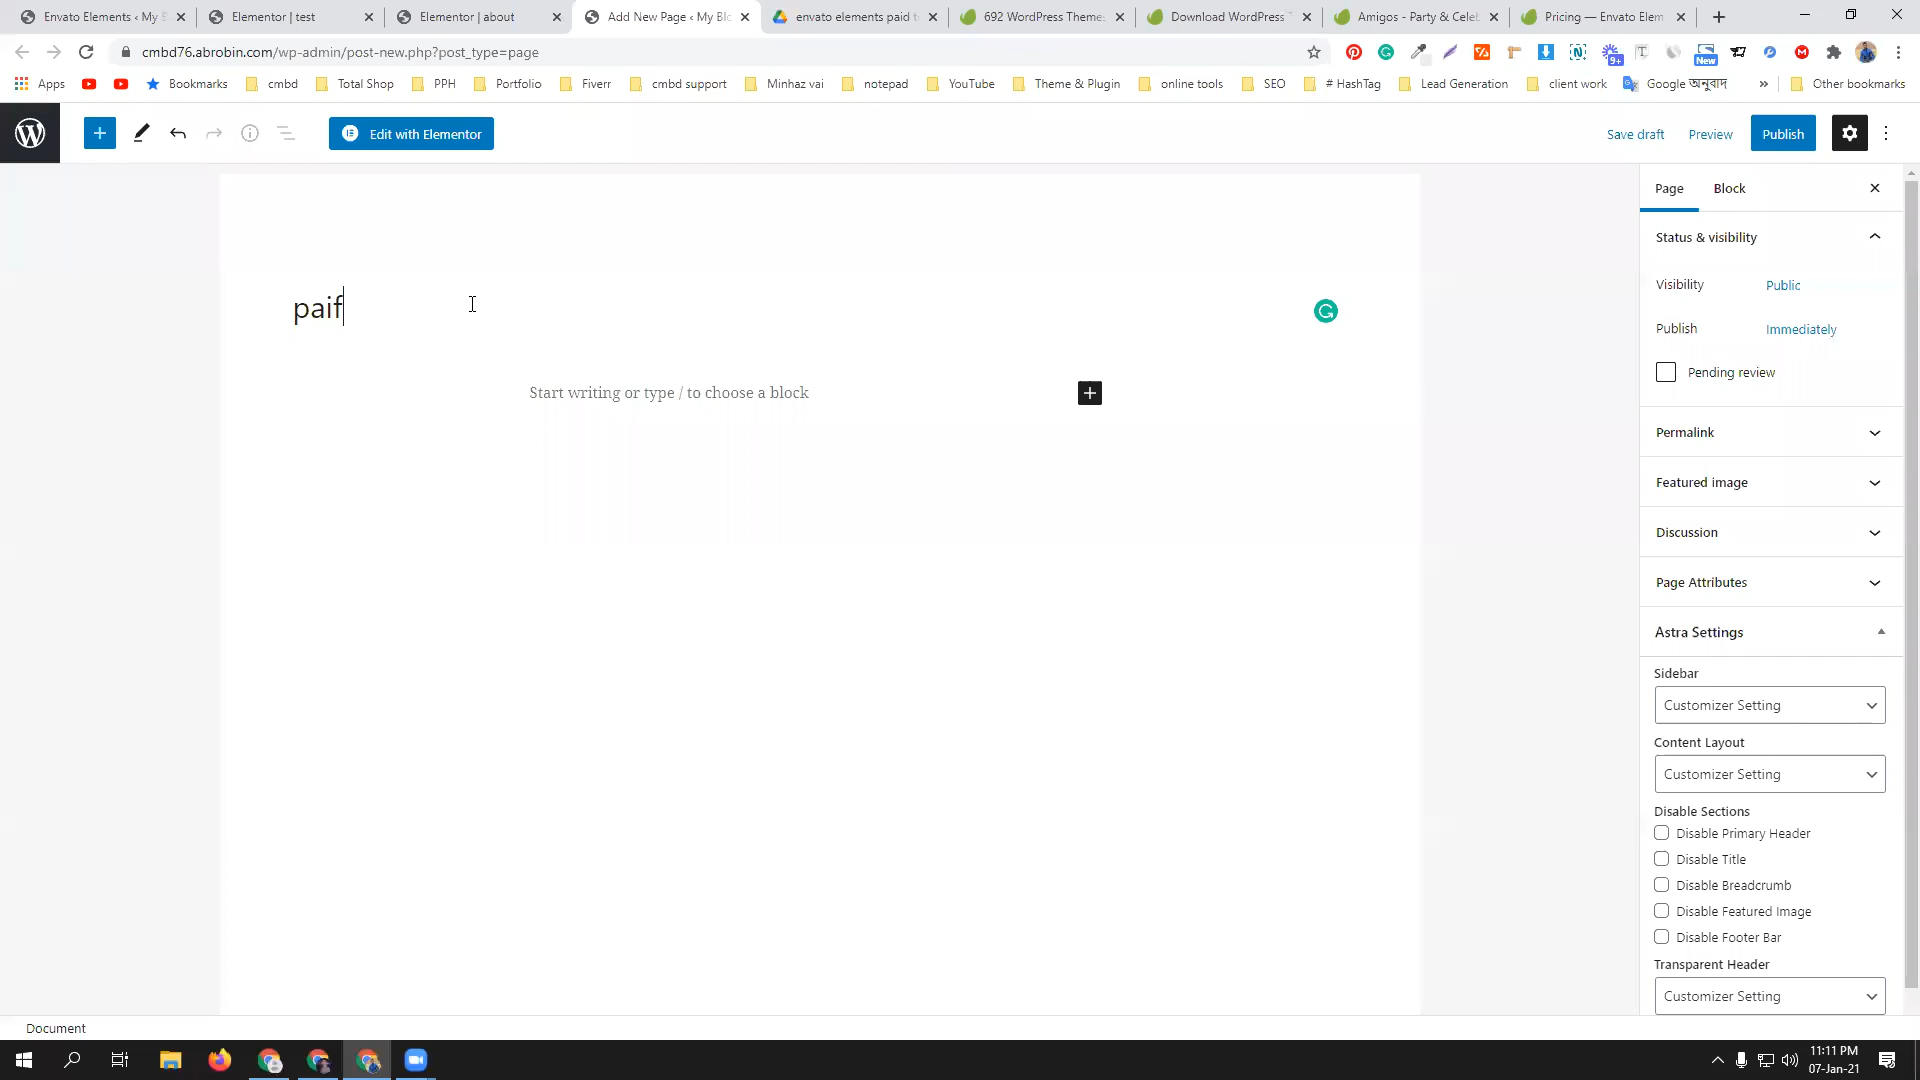 Envato Elements ‹ My S
Elementor | test
Elementor | about
Add New Page ‹ My Bl
envato elements paid t
692 WordPress Theme
Download WordPress T
Amigos - Party & Celeb
Pricing — Envato Elem
cmbd76.abrobin.com/wp-admin/post-new.php?post_type=page
9+
New
Apps
Bookmarks
cmbd
Total Shop
PPH
Portfolio
Fiverr
cmbd support
Minhaz vai
notepad
YouTube
Theme & Plugin
online tools
SEO
# HashTag
Lead Generation
client work
Google অনুবাদ
»
Other bookmarks
Edit with Elementor
Save draft
Preview
Publish
Page
Block
Status & visibility
Visibility
Public
Publish
Immediately
Pending review
Permalink
Featured image
Discussion
Page Attributes
Astra Settings
Sidebar
Customizer Setting
Content Layout
Customizer Setting
Disable Sections
Disable Primary Header
Disable Title
Disable Breadcrumb
Disable Featured Image
Disable Footer Bar
Transparent Header
Customizer Setting
paif
Start writing or type / to choose a block
Document
11:11 PM
07-Jan-21